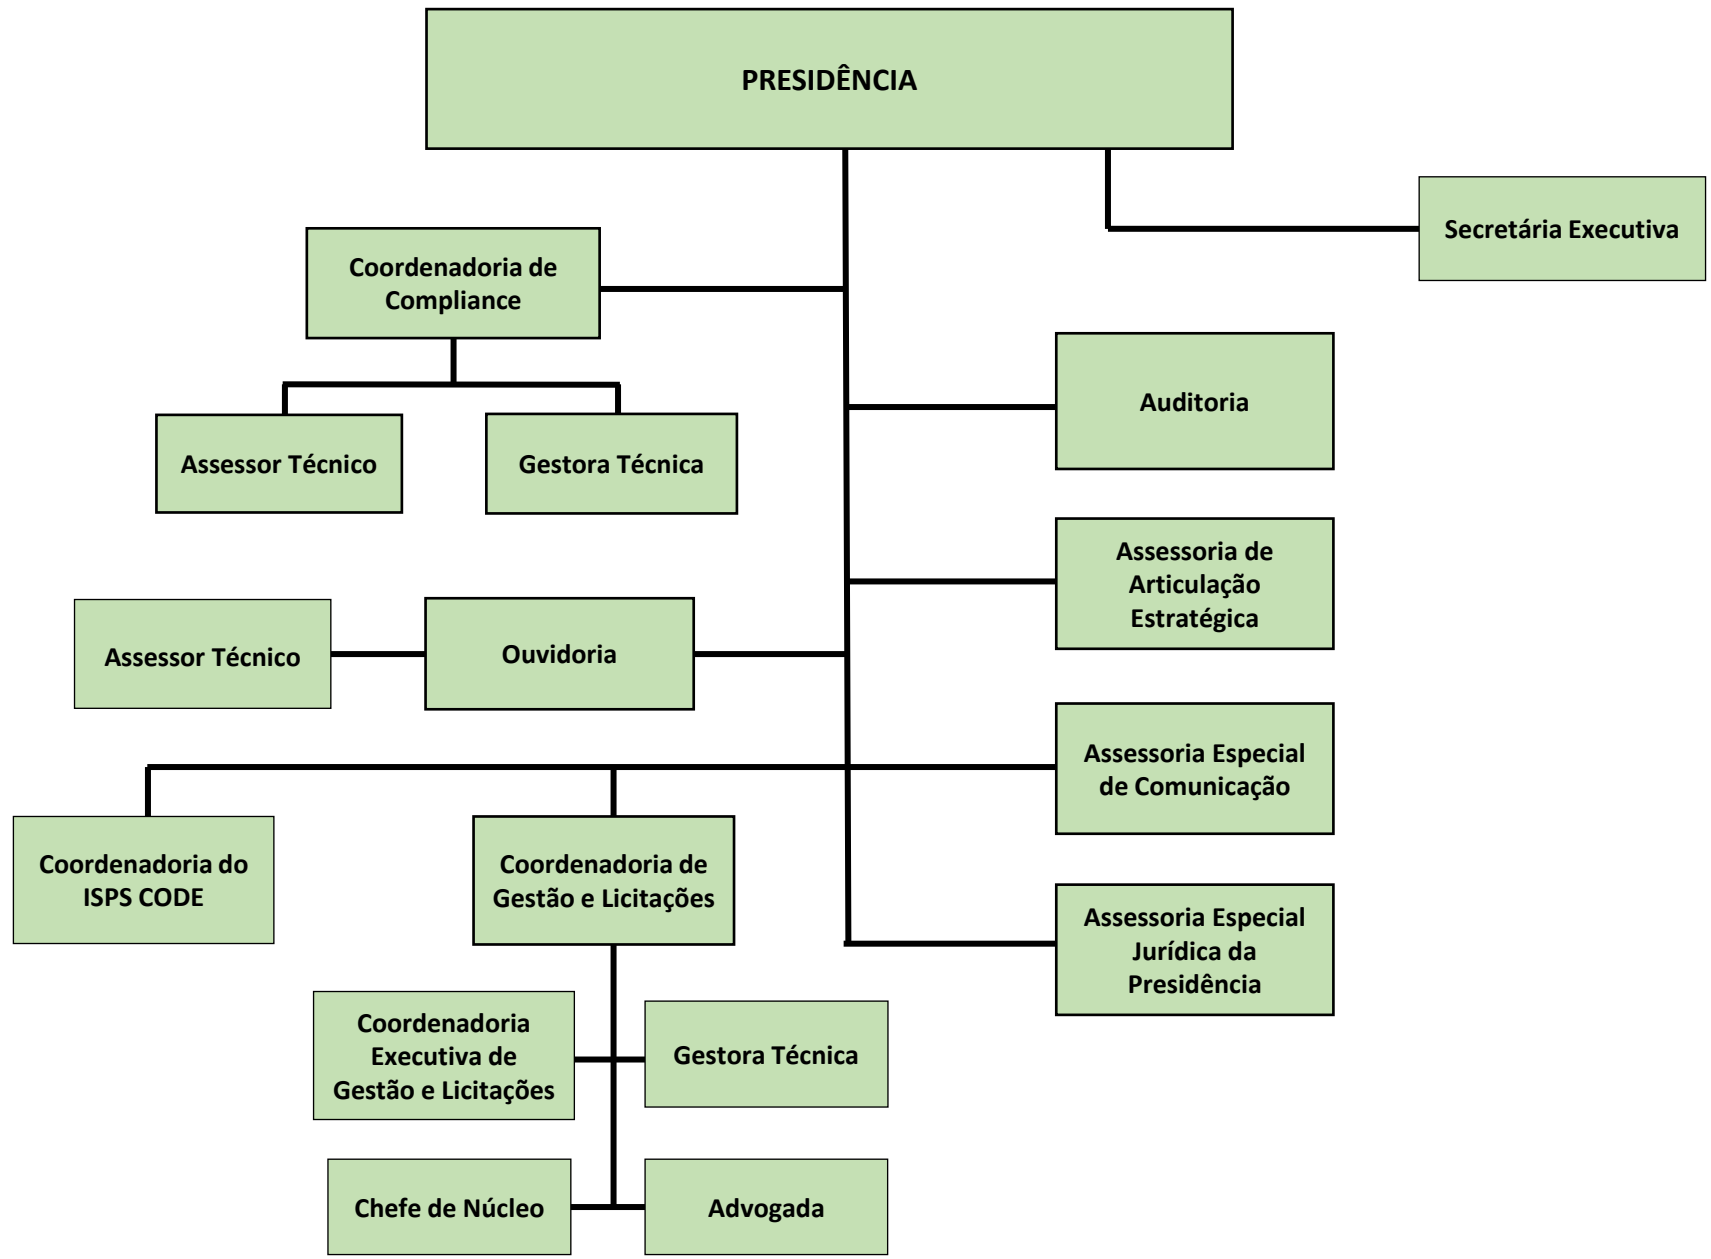 PRESIDÊNCIA
Secretária Executiva
Coordenadoria de
Compliance
Auditoria
Assessor Técnico
Gestora Técnica
Assessoria de
Articulação
Estratégica
Assessor Técnico
Ouvidoria
Assessoria Especial
de Comunicação
Coordenadoria do
ISPS CODE
Coordenadoria de
Gestão e Licitações
Assessoria Especial
Jurídica da
Presidência
Coordenadoria
Executiva de
Gestão e Licitações
Gestora Técnica
Chefe de Núcleo
Advogada